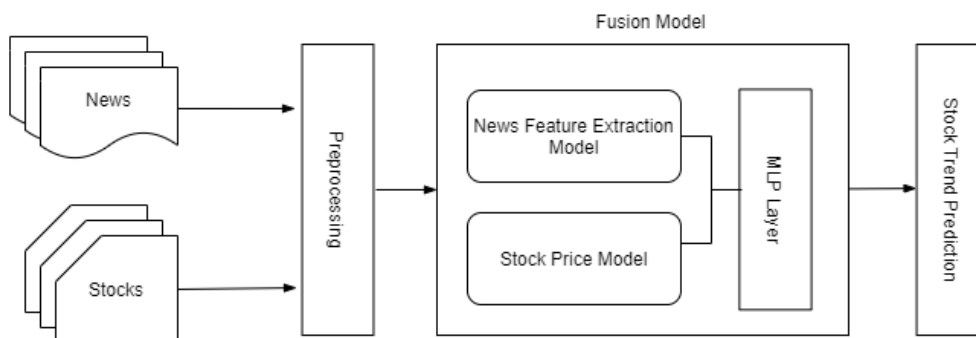 Fusion Model
News
Stocks
Preprocessing
News Feature Extraction
Model
Stock Price Model
MLP Layer
Stock Trend Prediction